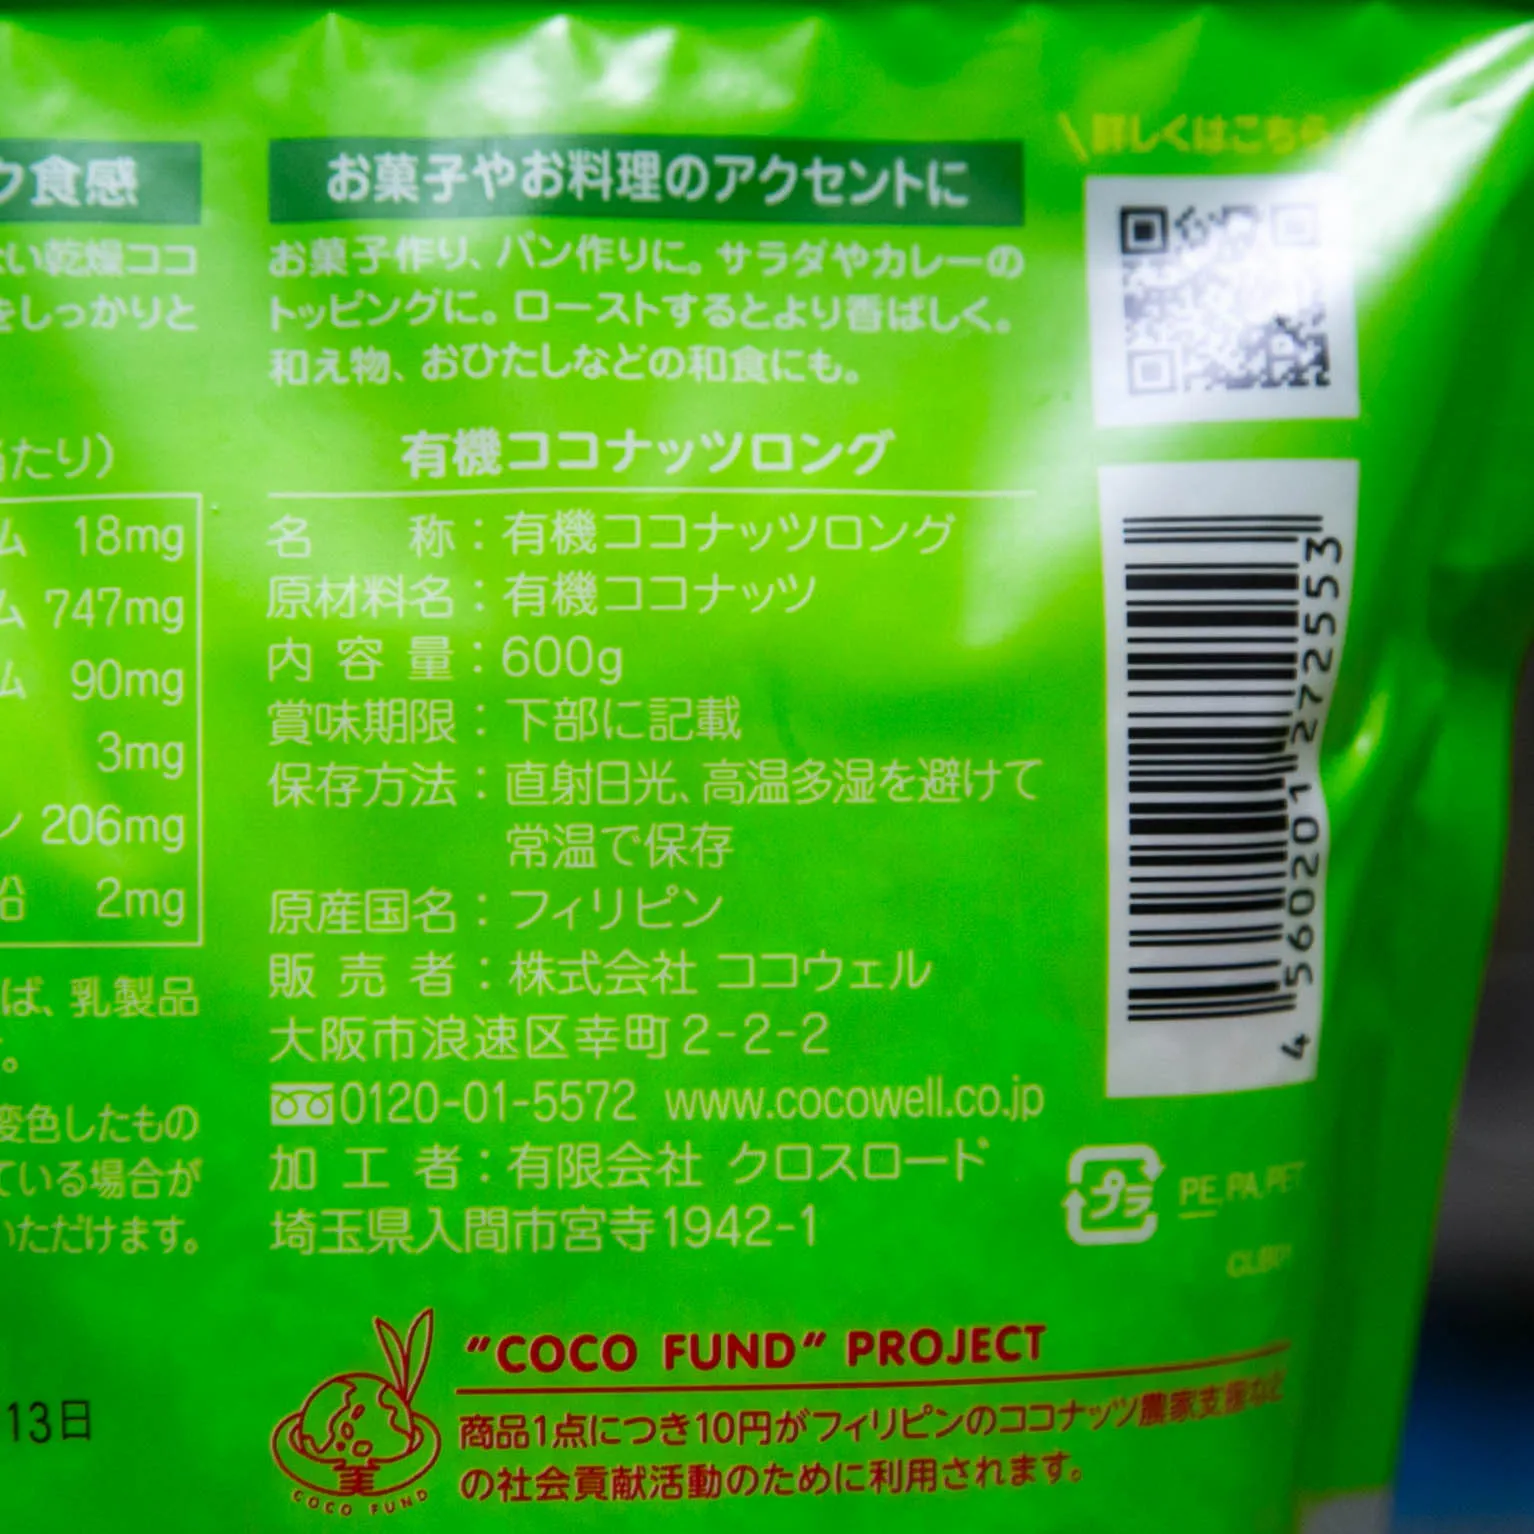 ク食感
ない乾燥ココ
をしっかりと
当たり）
ム 18mg
ム 747mg
ム 90mg
3mg
ン 206mg
鉛 2mg
ば、乳製品
。
変色したもの
ている場合が
いただけます。
13日
お菓子やお料理のアクセントに
お菓子作り、パン作りに。サラダやカレーの
トッピングに。ローストするとより香ばしく。
和え物、おひたしなどの和食にも。
有機ココナッツロング
名 称：有機ココナッツロング
原材料名：有機ココナッツ
内 容 量：600g
賞味期限：下部に記載
保存方法：直射日光、高温多湿を避けて
常温で保存
原産国名：フィリピン
販 売 者：株式会社 ココウェル
大阪市浪速区幸町2-2-2
0120-01-5572 www.cocowell.co.jp
加 工 者：有限会社 クロスロード
埼玉県入間市宮寺1942-1
"COCO FUND" PROJECT
商品1点につき10円がフィリピンのココナッツ農家支援など
の社会貢献活動のために利用されます。
COCO FUND
詳しくはこちら
4 560201 272553
プラ
PE, PA, PET